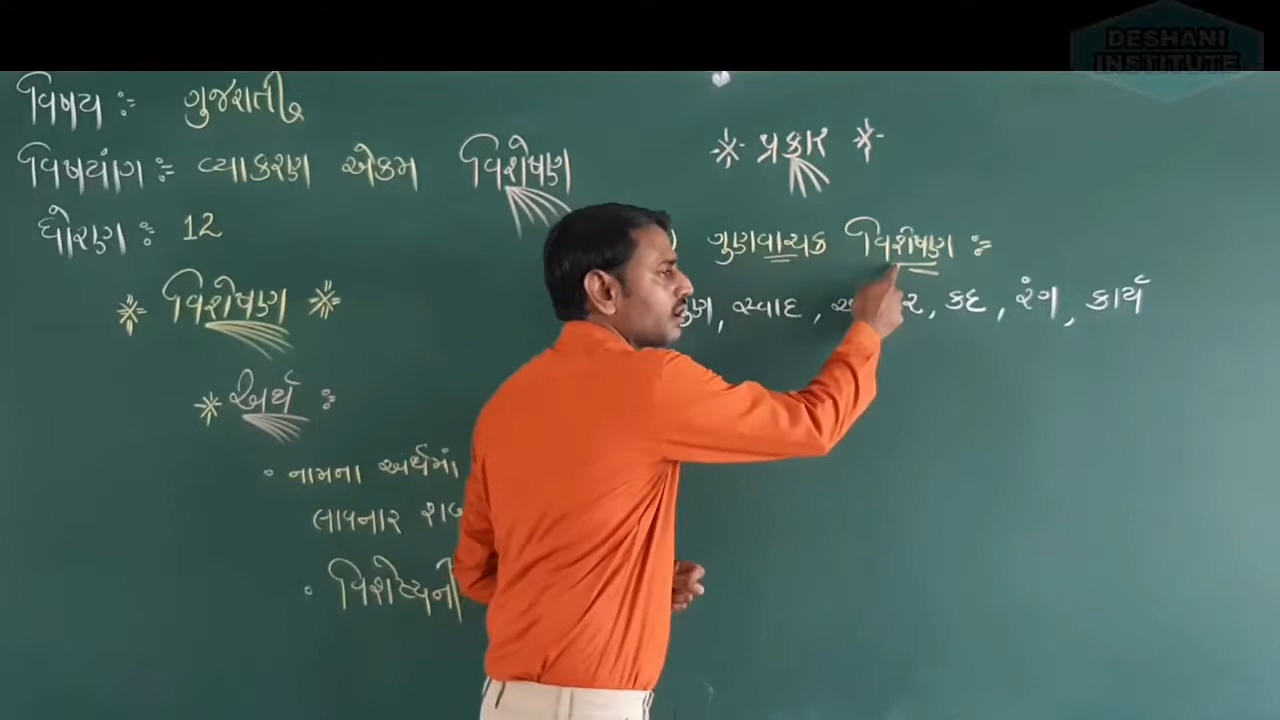 DESHANI
INSTITUTE
વિષય :- ગુજરાતી
વિષયાંગ :- વ્યાકરણ એકમ વિશેષણ
ધોરણ : 12
* વિશેષણ *
* અર્થ :
• નામના અર્થમાં
લાવનાર
• વિશેષ્યની
* પ્રકાર *
ગુણવાચક વિશેષણ :-
સ્વાદ, કદ, રંગ, કાર્ય